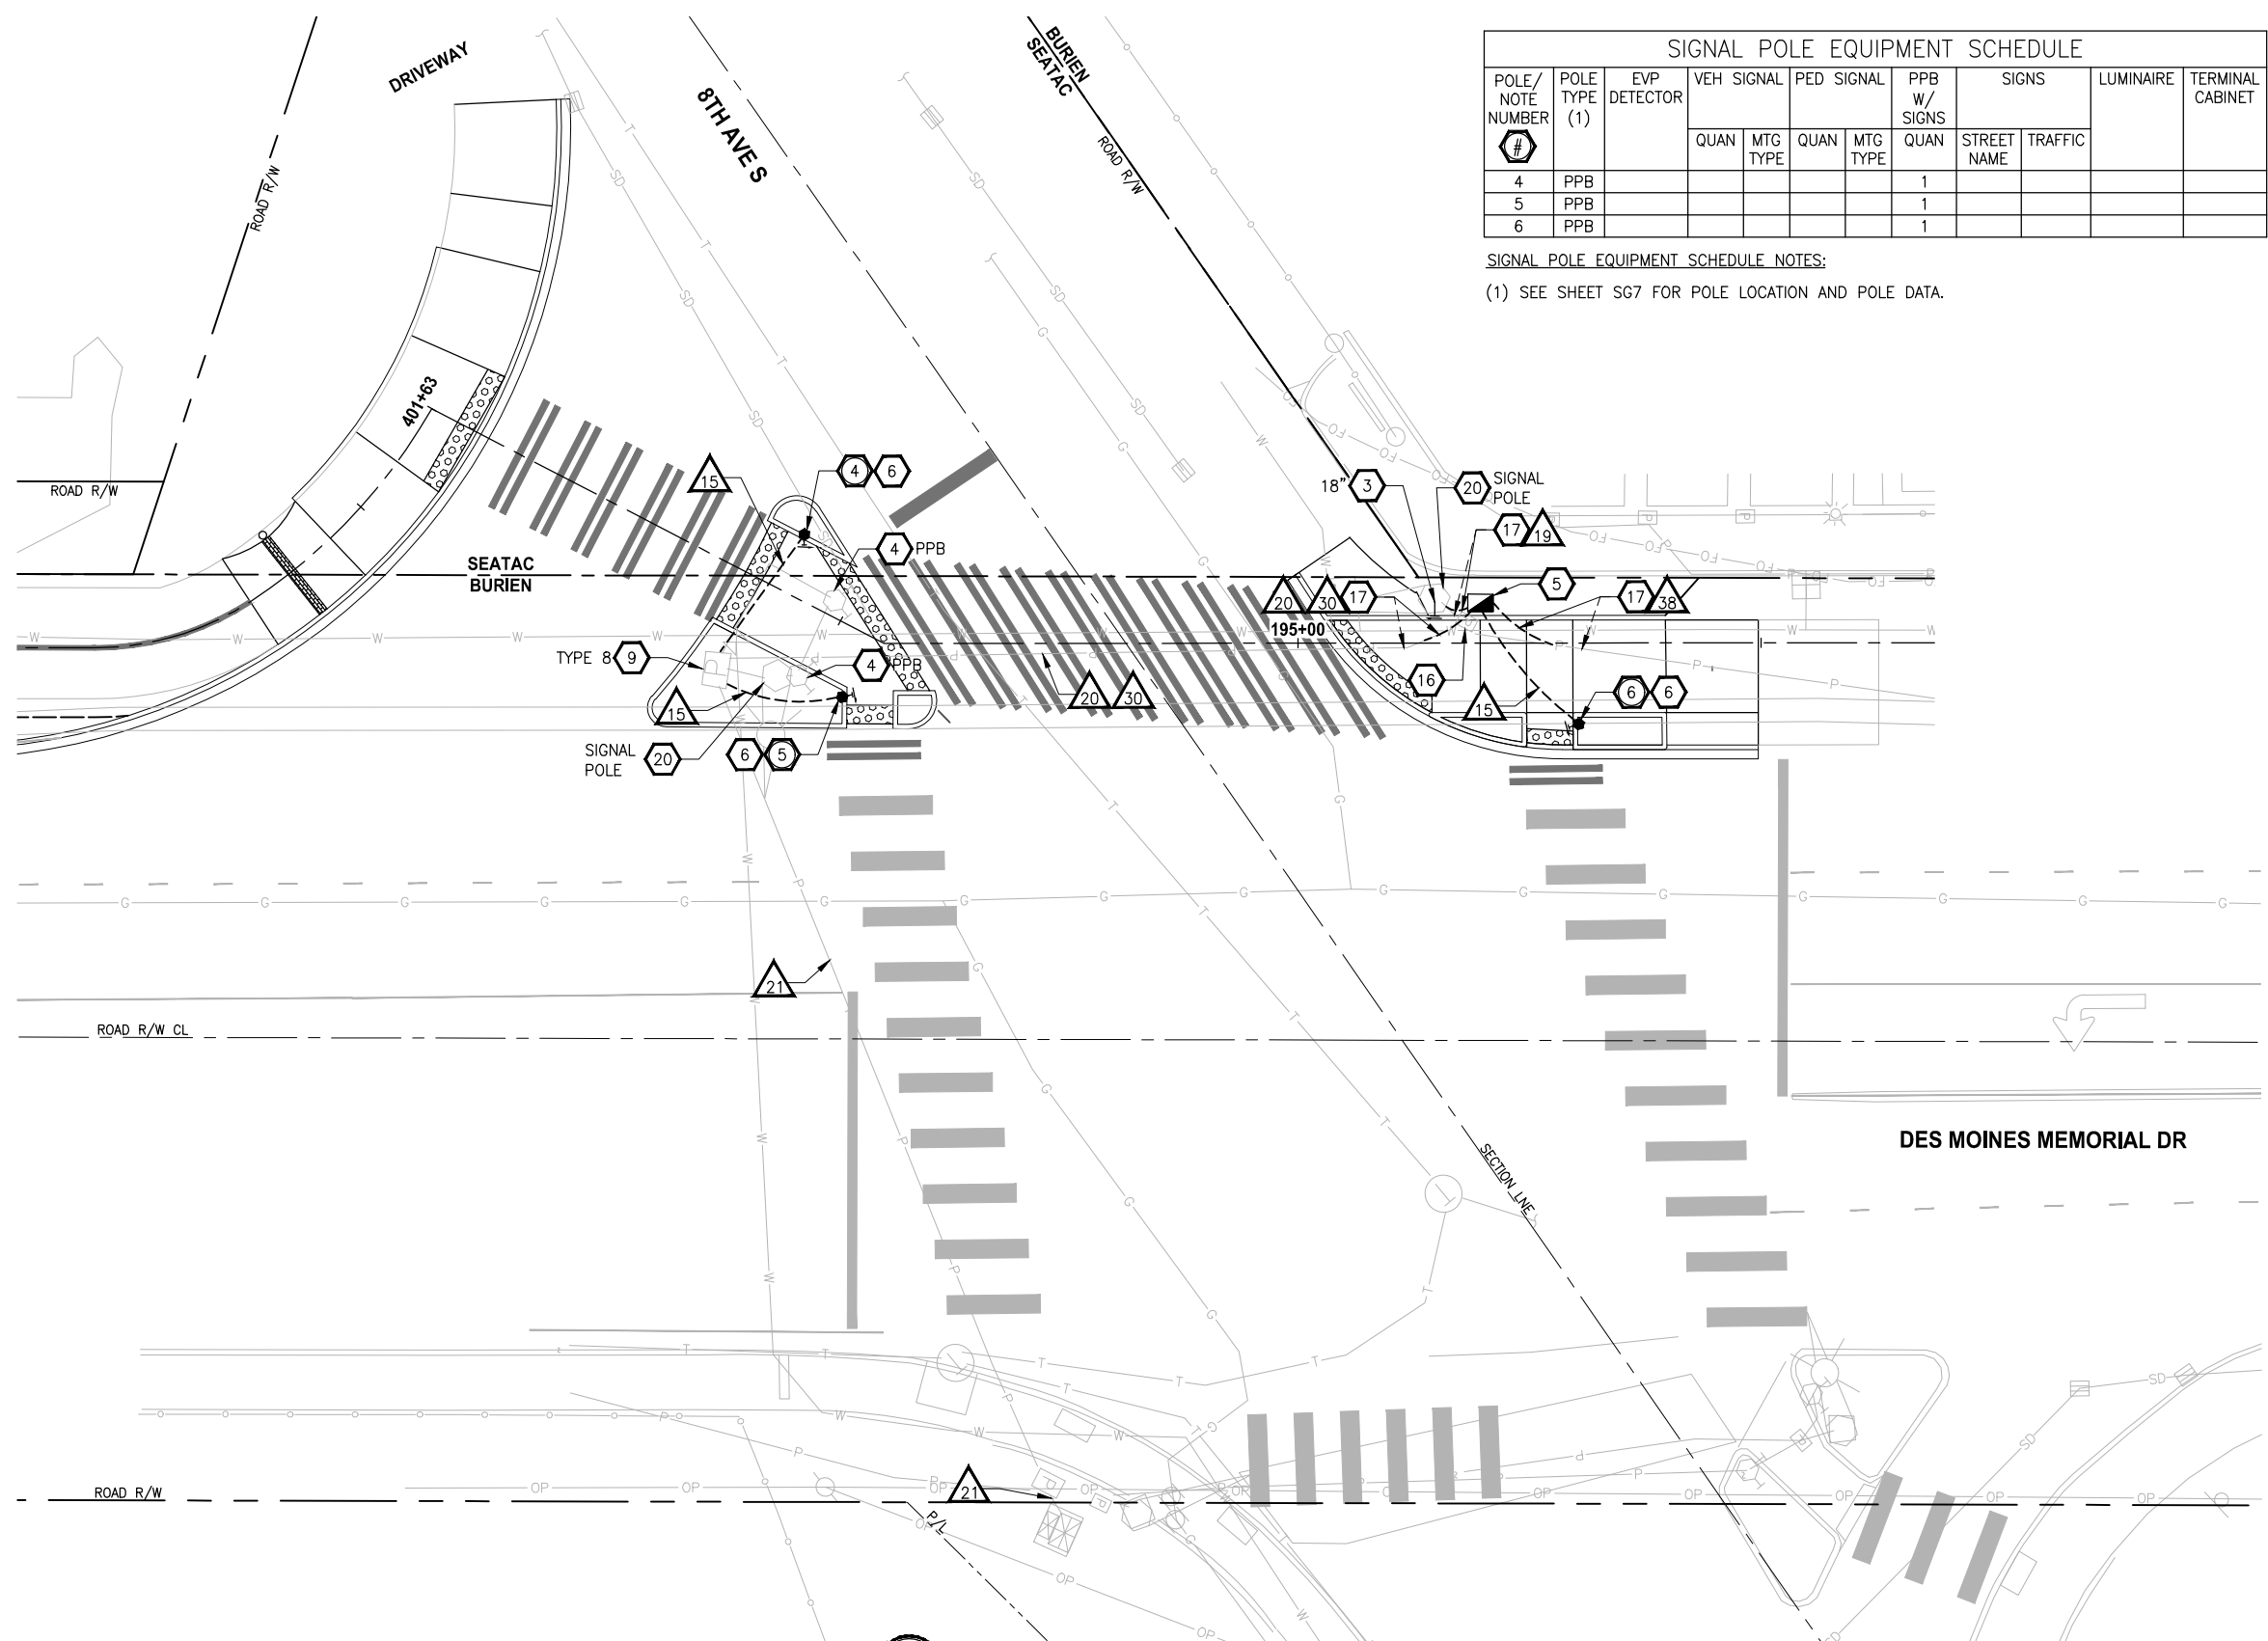 SIGNAL POLE EQUIPMENT SCHEDULE
POLE/ NOTE NUMBER #
POLE TYPE (1)
EVP DETECTOR
VEH SIGNAL
PED SIGNAL
PPB W/ SIGNS
SIGNS
LUMINAIRE
TERMINAL CABINET
QUAN
MTG TYPE
QUAN
MTG TYPE
QUAN
STREET NAME
TRAFFIC
4 PPB 1
5 PPB 1
6 PPB 1
SIGNAL POLE EQUIPMENT SCHEDULE NOTES:
(1) SEE SHEET SG7 FOR POLE LOCATION AND POLE DATA.
DRIVEWAY
8TH AVE S
BURIEN
SEATAC
ROAD R/W
ROAD R/W
401+63
ROAD R/W
SEATAC
BURIEN
15
4 6
4 PPB
18" 3
20 SIGNAL
POLE
17 19
5
20 30 17
17 38
195+00
TYPE 8 9
4 PPB
15
20 30
16
15
6 6
SIGNAL
POLE 20
6 5
21
ROAD R/W CL
DES MOINES MEMORIAL DR
SECTION LNE
ROAD R/W
21
P/L